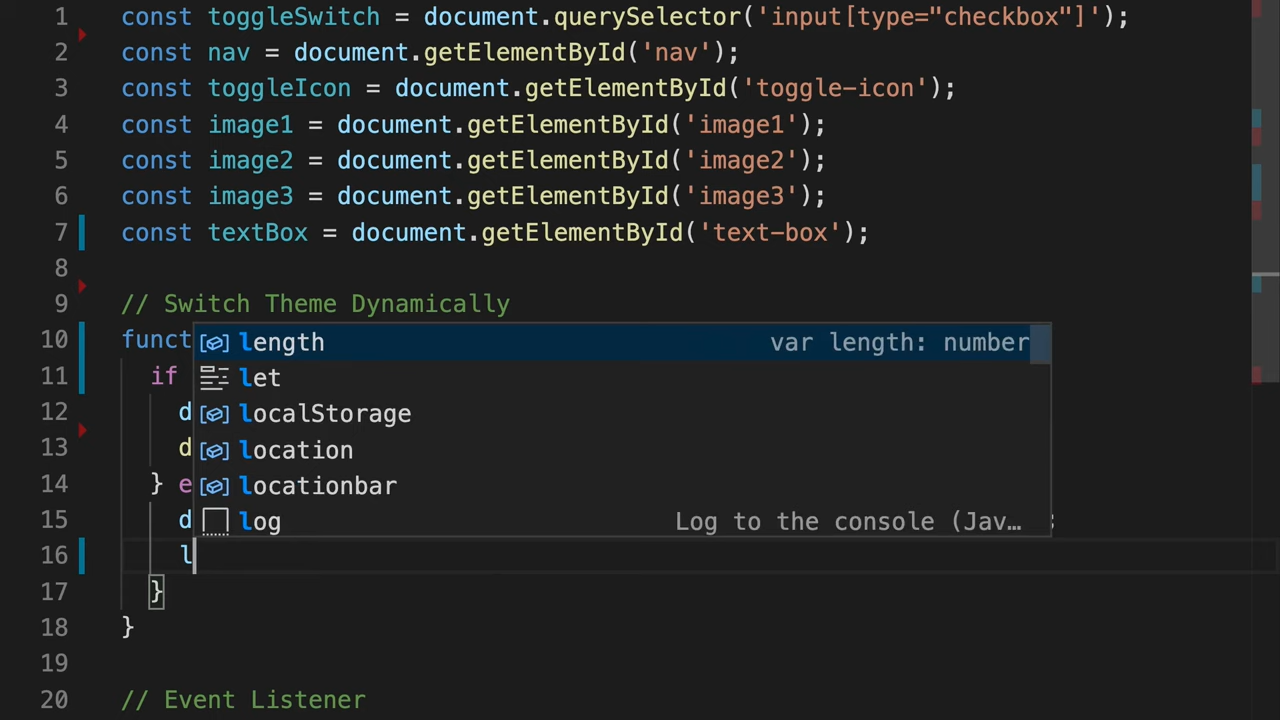 1 const toggleSwitch = document.querySelector('input[type="checkbox"]');
2 const nav = document.getElementById('nav');
3 const toggleIcon = document.getElementById('toggle-icon');
4 const image1 = document.getElementById('image1');
5 const image2 = document.getElementById('image2');
6 const image3 = document.getElementById('image3');
7 const textBox = document.getElementById('text-box');
8
9 // Switch Theme Dynamically
10 funct length var length: number
11 if let
12 d localStorage
13 d location
14 } e locationbar
15 d log Log to the console (Jav… ;
16 l
17 }
18 }
19
20 // Event Listener